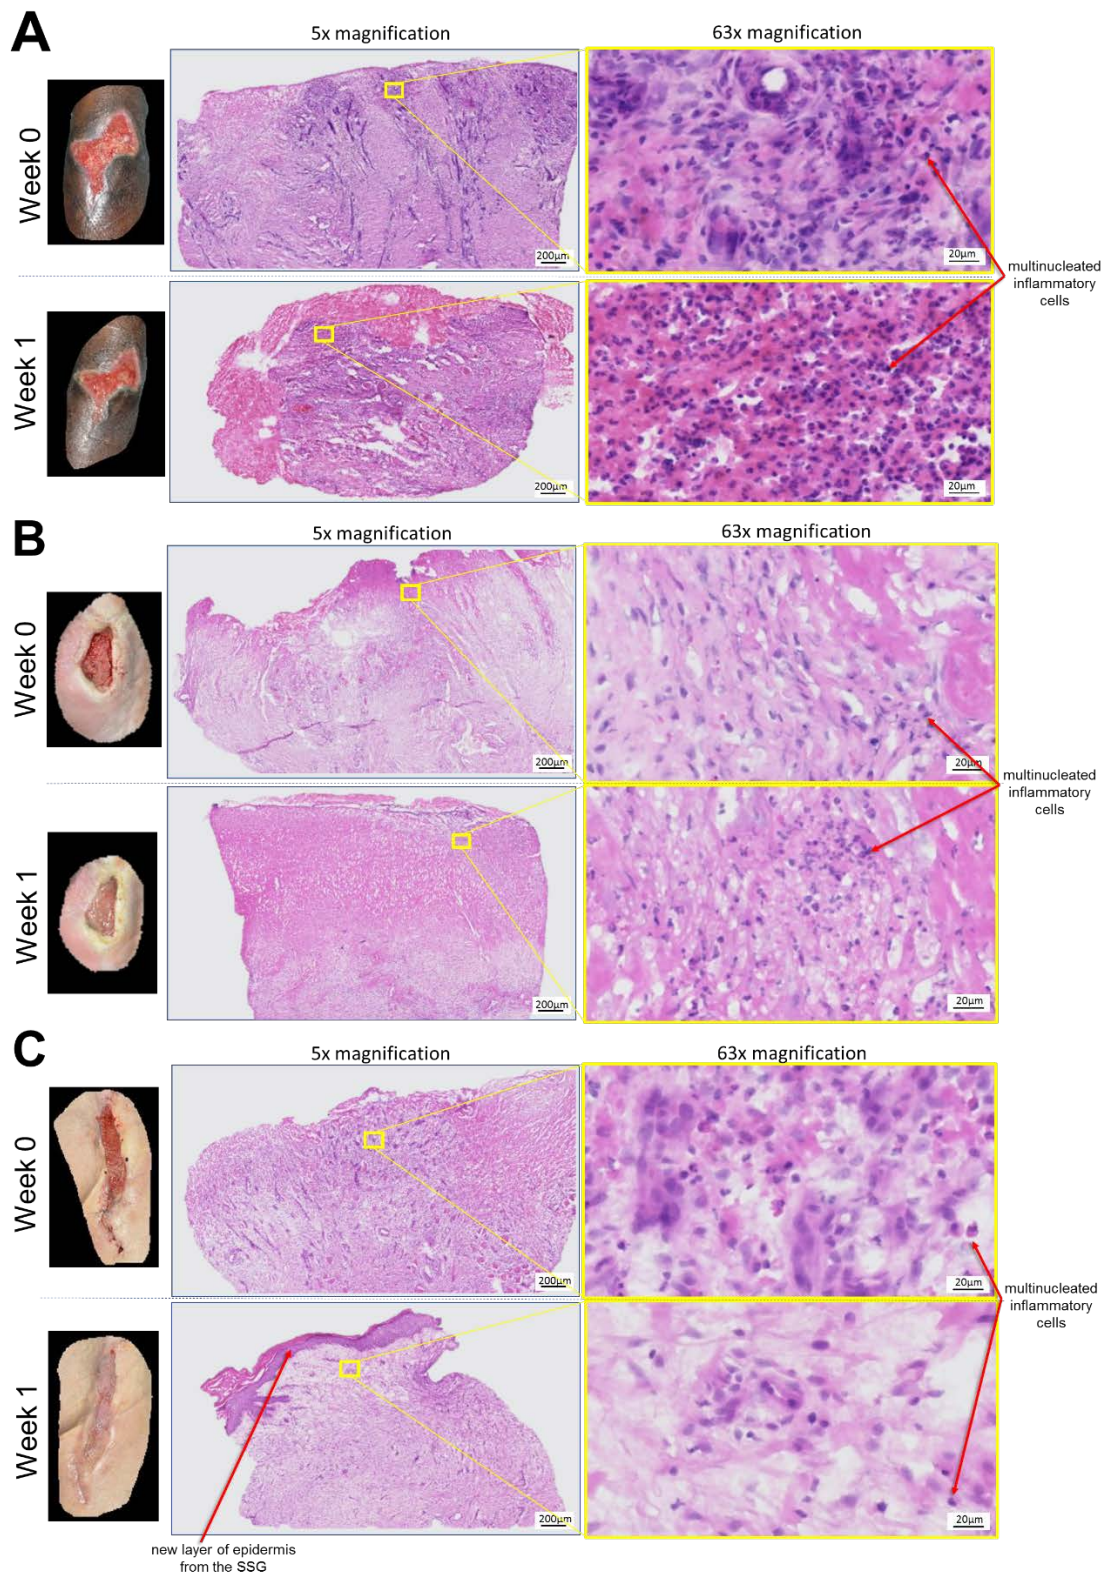 A
5x magnification
63x magnification
Week 0
200µm
20µm
multinucleated
inflammatory
cells
Week 1
200µm
20µm
B
5x magnification
63x magnification
Week 0
200µm
20µm
multinucleated
inflammatory
cells
Week 1
200µm
20µm
C
5x magnification
63x magnification
Week 0
200µm
20µm
multinucleated
inflammatory
cells
Week 1
200µm
20µm
new layer of epidermis
from the SSG